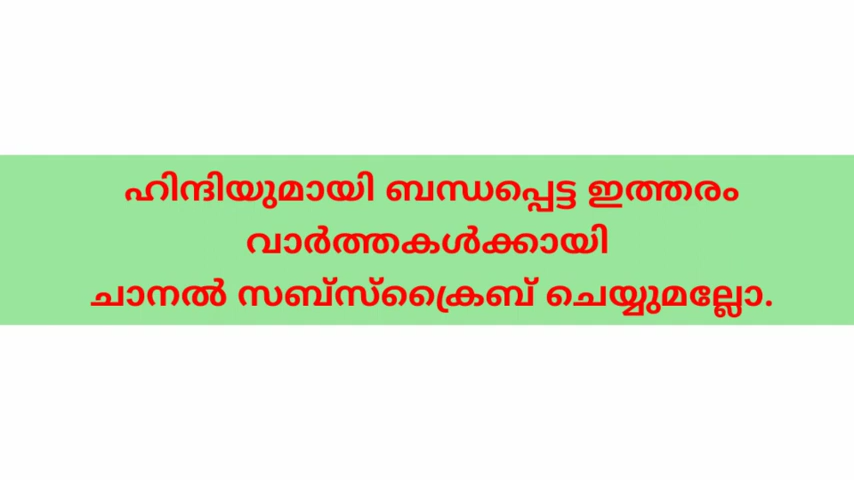 ഹിന്ദിയുമായി ബന്ധപ്പെട്ട ഇത്തരം
വാർത്തകൾക്കായി
ചാനൽ സബ്സ്ക്രൈബ് ചെയ്യുമല്ലോ.